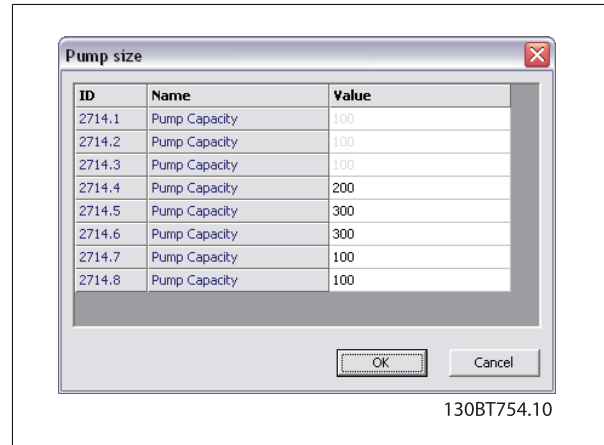 Pump size
ID Name Value
2714.1 Pump Capacity 100
2714.2 Pump Capacity 100
2714.3 Pump Capacity 100
2714.4 Pump Capacity 200
2714.5 Pump Capacity 300
2714.6 Pump Capacity 300
2714.7 Pump Capacity 100
2714.8 Pump Capacity 100
OK Cancel
130BT754.10